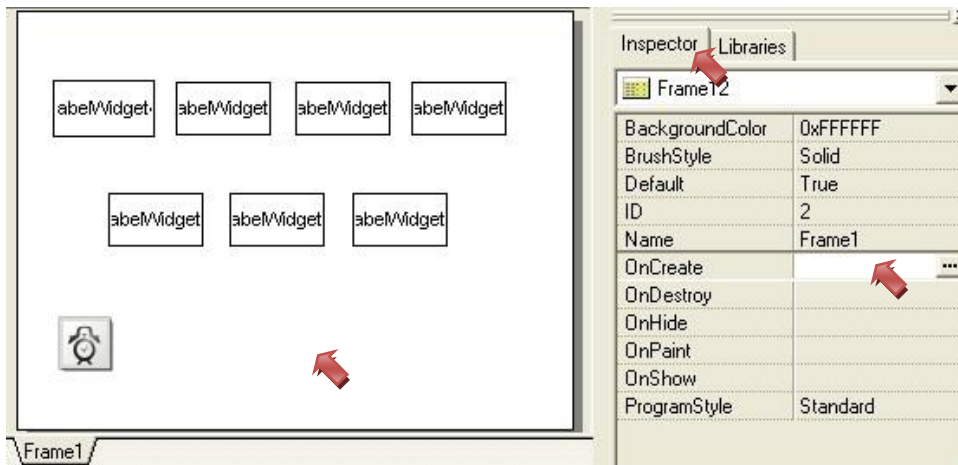 abelWidget abelWidget abelWidget abelWidget
abelWidget abelWidget abelWidget
Frame1
Inspector Libraries
Frame12
BackgroundColor 0xFFFFFF
BrushStyle Solid
Default True
ID 2
Name Frame1
OnCreate ...
OnDestroy
OnHide
OnPaint
OnShow
ProgramStyle Standard